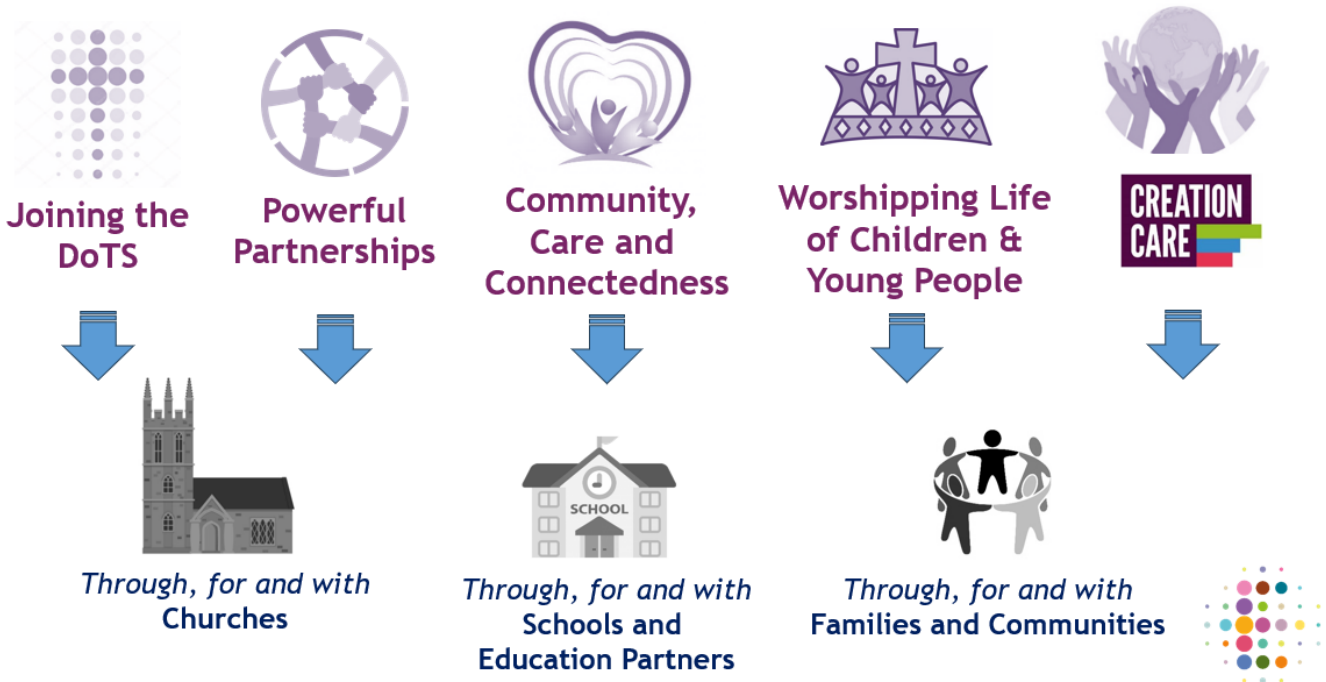 Joining the
DoTS
Powerful
Partnerships
Community,
Care and
Connectedness
Worshipping Life
of Children &
Young People
CREATION
CARE
SCHOOL
Through, for and with
Churches
Through, for and with
Schools and
Education Partners
Through, for and with
Families and Communities